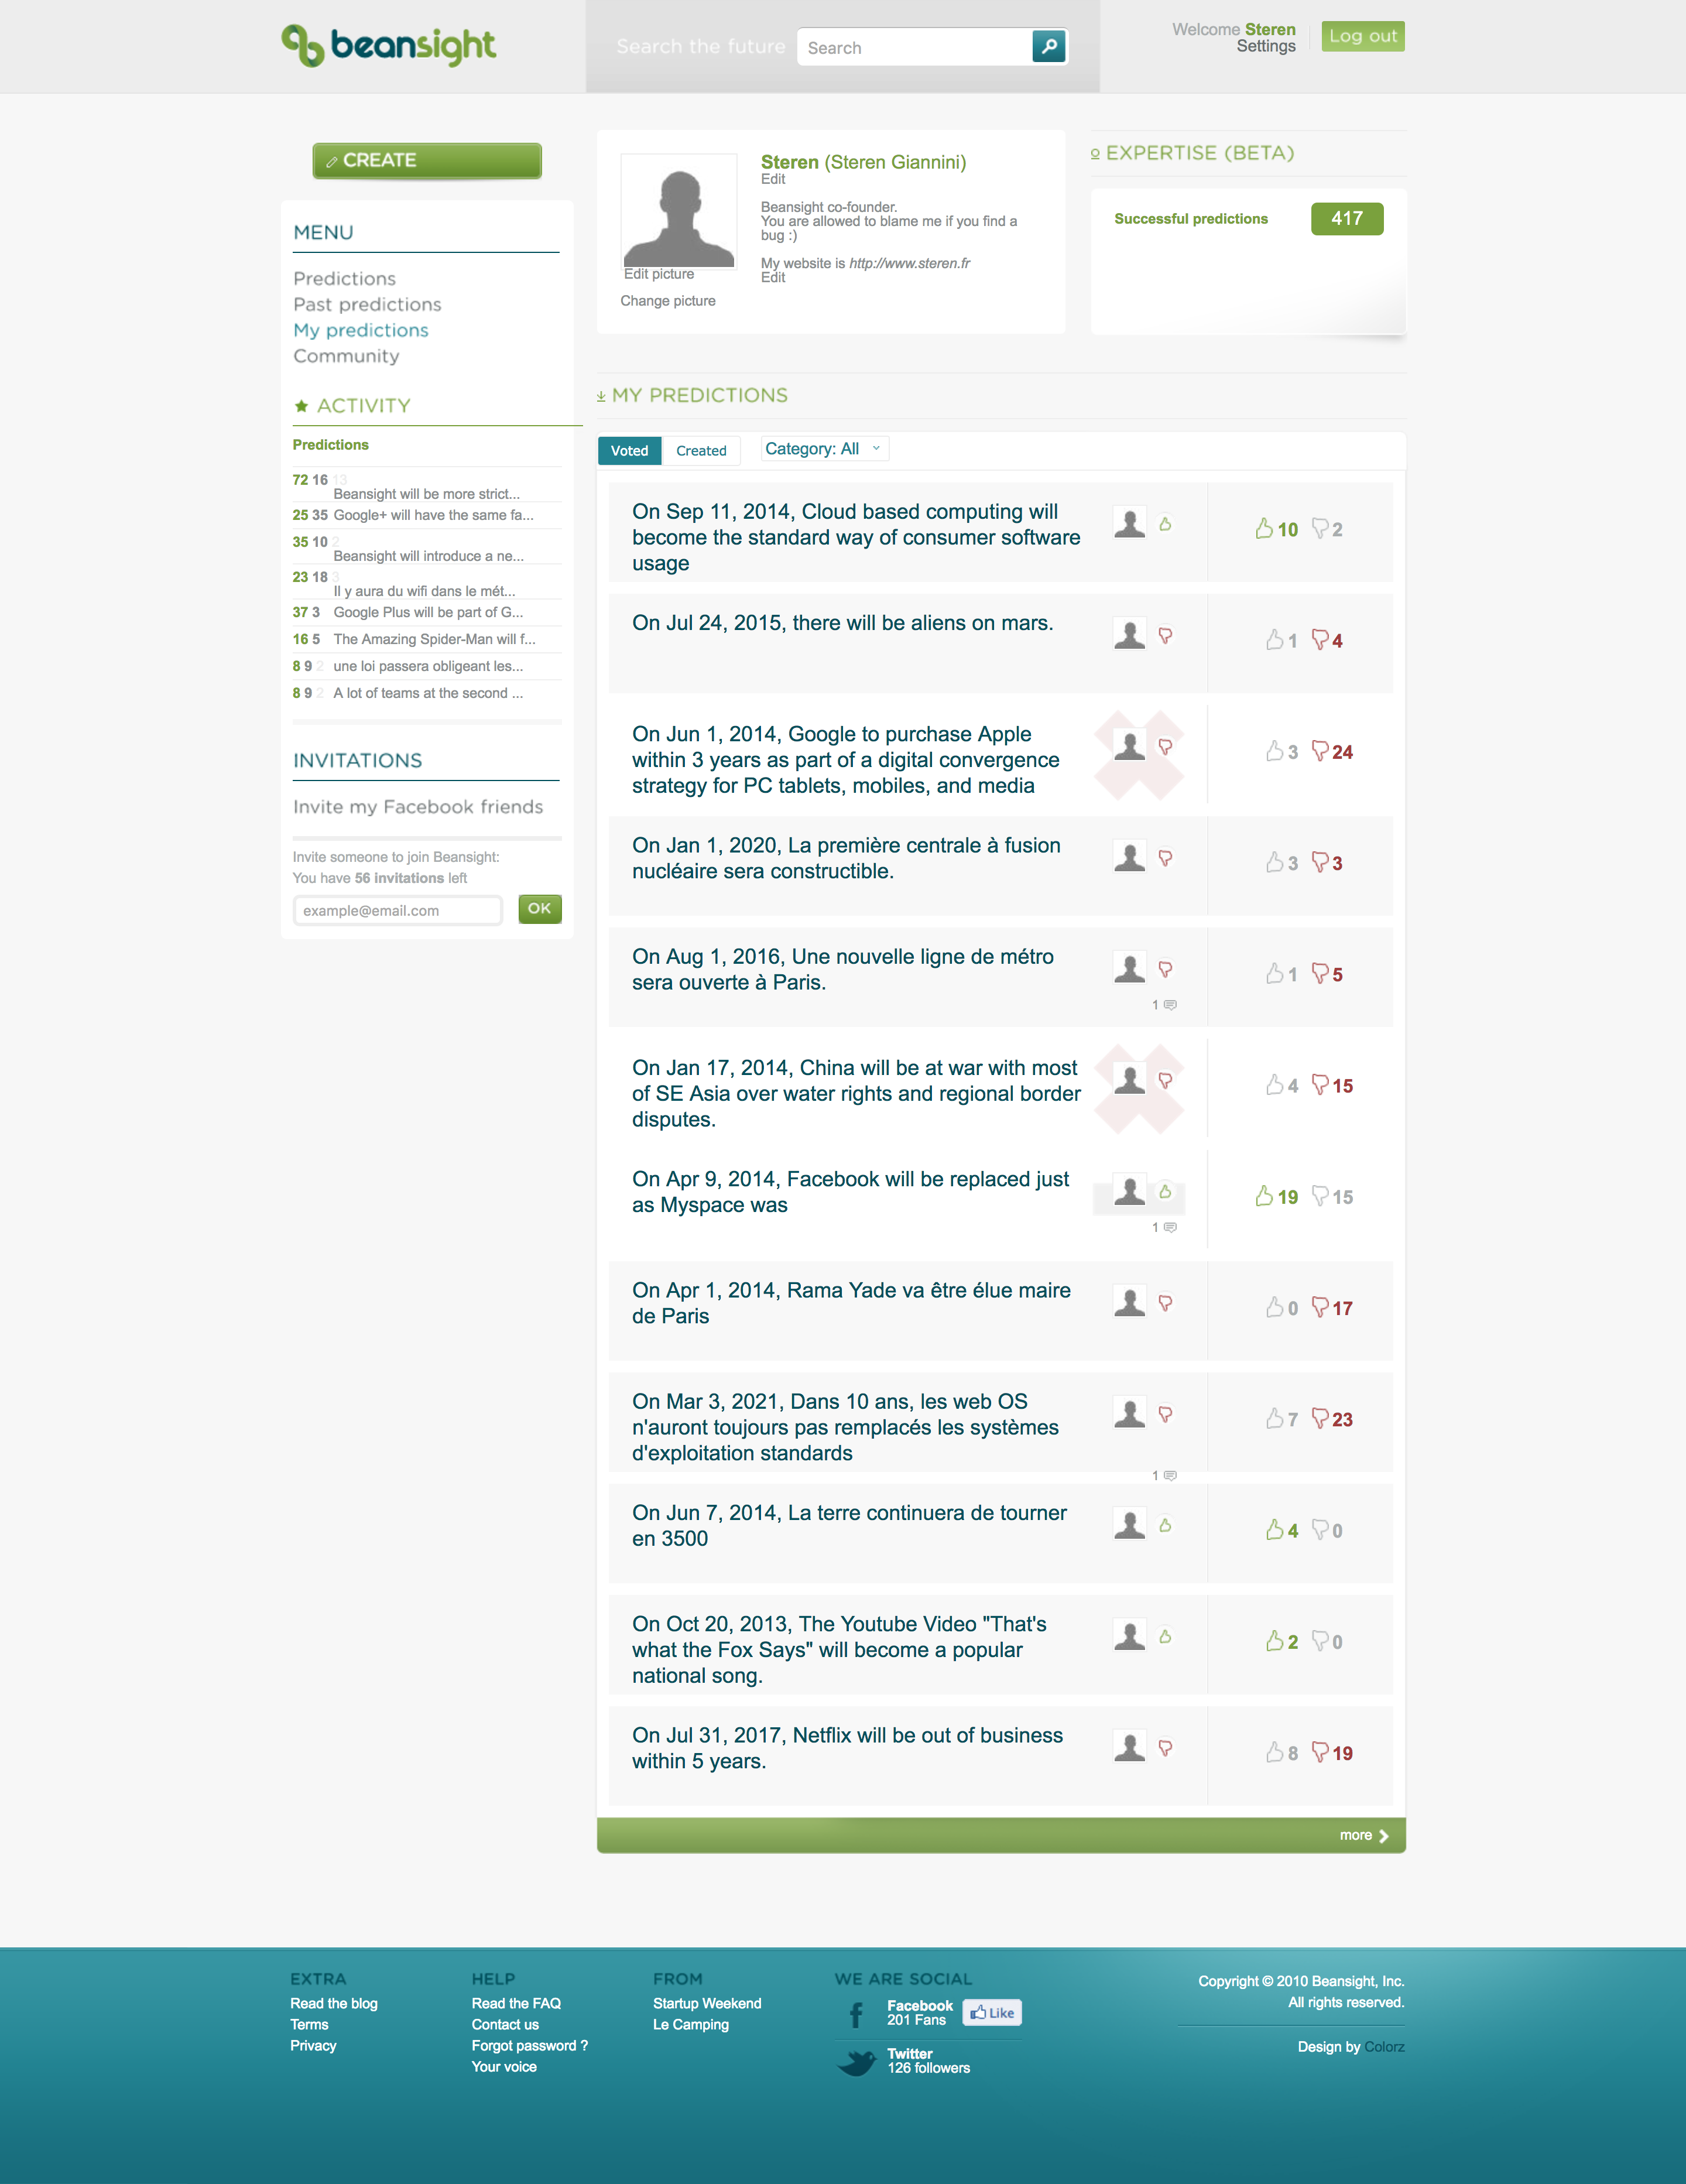 beansight
Search the future
Search
Welcome Steren
Settings
Log out
CREATE
MENU
Predictions
Past predictions
My predictions
Community
ACTIVITY
Predictions
72 16 13
Beansight will be more strict...
25 35 Google+ will have the same fa...
35 10 2
Beansight will introduce a ne...
23 18 3
Il y aura du wifi dans le mét...
37 3 Google Plus will be part of G...
16 5 The Amazing Spider-Man will f...
8 9 2 une loi passera obligeant les...
8 9 2 A lot of teams at the second ...
INVITATIONS
Invite my Facebook friends
Invite someone to join Beansight:
You have 56 invitations left
example@email.com
OK
Steren (Steren Giannini)
Edit
Beansight co-founder.
You are allowed to blame me if you find a
bug :)
My website is http://www.steren.fr
Edit
Edit picture
Change picture
EXPERTISE (BETA)
Successful predictions 417
MY PREDICTIONS
Voted Created Category: All
On Sep 11, 2014, Cloud based computing will
become the standard way of consumer software
usage
10 2
On Jul 24, 2015, there will be aliens on mars.
1 4
On Jun 1, 2014, Google to purchase Apple
within 3 years as part of a digital convergence
strategy for PC tablets, mobiles, and media
3 24
On Jan 1, 2020, La première centrale à fusion
nucléaire sera constructible.
3 3
On Aug 1, 2016, Une nouvelle ligne de métro
sera ouverte à Paris.
1
1 5
On Jan 17, 2014, China will be at war with most
of SE Asia over water rights and regional border
disputes.
4 15
On Apr 9, 2014, Facebook will be replaced just
as Myspace was
1
19 15
On Apr 1, 2014, Rama Yade va être élue maire
de Paris
0 17
On Mar 3, 2021, Dans 10 ans, les web OS
n'auront toujours pas remplacés les systèmes
d'exploitation standards
1
7 23
On Jun 7, 2014, La terre continuera de tourner
en 3500
4 0
On Oct 20, 2013, The Youtube Video "That's
what the Fox Says" will become a popular
national song.
2 0
On Jul 31, 2017, Netflix will be out of business
within 5 years.
8 19
more
EXTRA
Read the blog
Terms
Privacy
HELP
Read the FAQ
Contact us
Forgot password ?
Your voice
FROM
Startup Weekend
Le Camping
WE ARE SOCIAL
Facebook
201 Fans
Like
Twitter
126 followers
Copyright © 2010 Beansight, Inc.
All rights reserved.
Design by Colorz